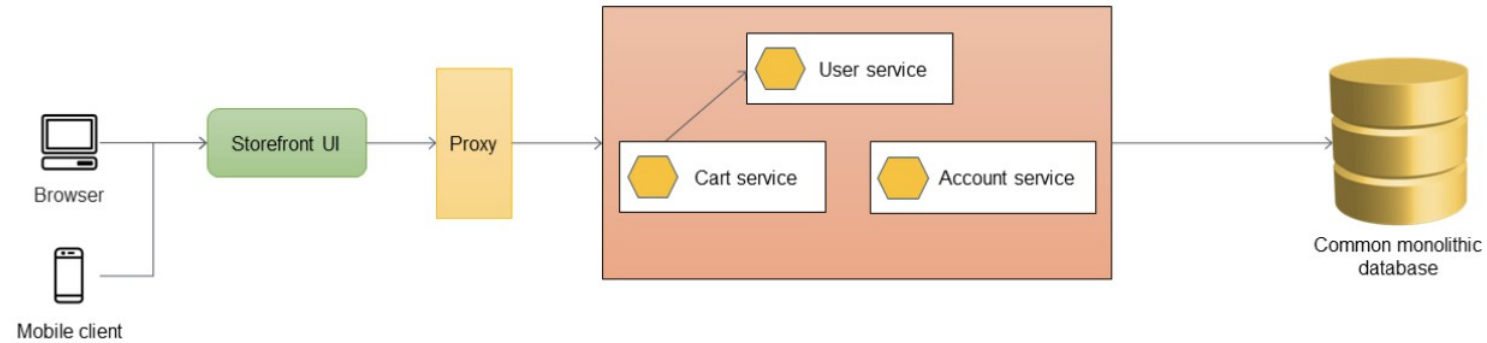 User service
Storefront UI
Proxy
Cart service
Account service
Browser
Common monolithic
database
Mobile client